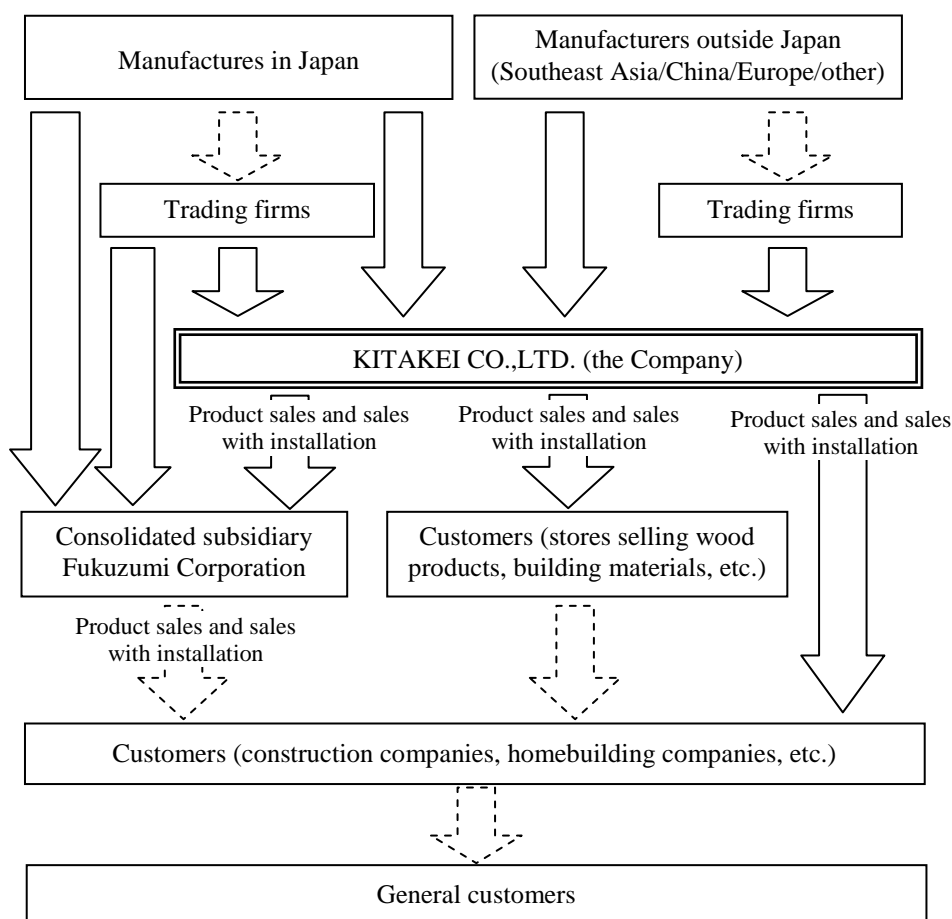 Manufactures in Japan
Manufacturers outside Japan
(Southeast Asia/China/Europe/other)
Trading firms
Trading firms
KITAKEI CO.,LTD. (the Company)
Product sales and sales
with installation
Product sales and sales
with installation
Product sales and sales
with installation
Consolidated subsidiary
Fukuzumi Corporation
Customers (stores selling wood
products, building materials, etc.)
Product sales and sales
with installation
Customers (construction companies, homebuilding companies, etc.)
General customers